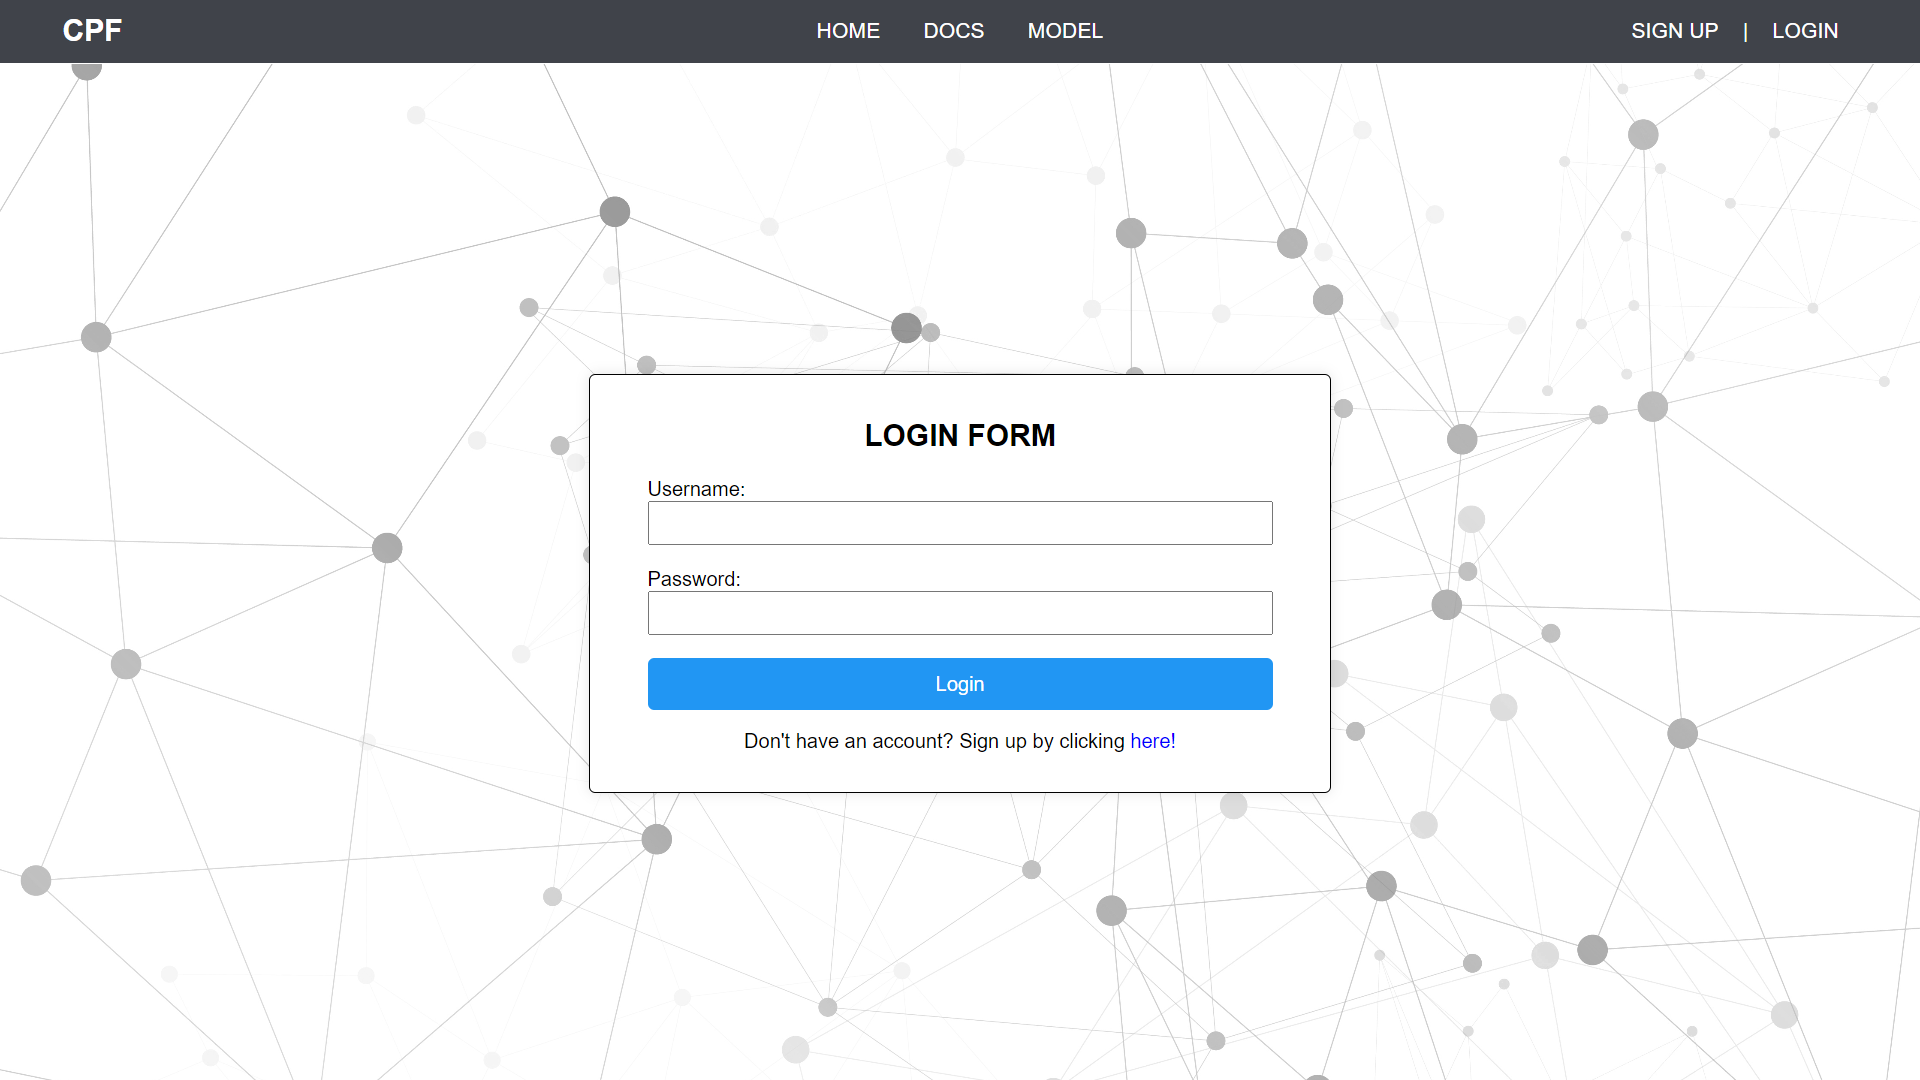 CPF HOME DOCS MODEL SIGN UP | LOGIN
LOGIN FORM
Username:
Password:
Login
Don't have an account? Sign up by clicking here!